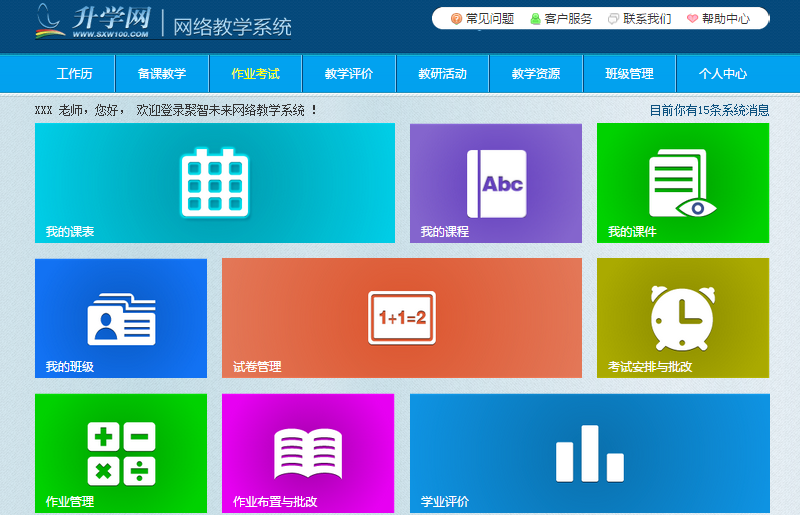 升学网 网络教学系统
WWW.SXW100.COM
常见问题 客户服务 联系我们 帮助中心
工作历 备课教学 作业考试 教学评价 教研活动 教学资源 班级管理 个人中心
XXX 老师，您好， 欢迎登录聚智未来网络教学系统 ！
目前你有15条系统消息
Abc
我的课表 我的课程 我的课件
1+1=2
我的班级 试卷管理 考试安排与批改
作业管理 作业布置与批改 学业评价